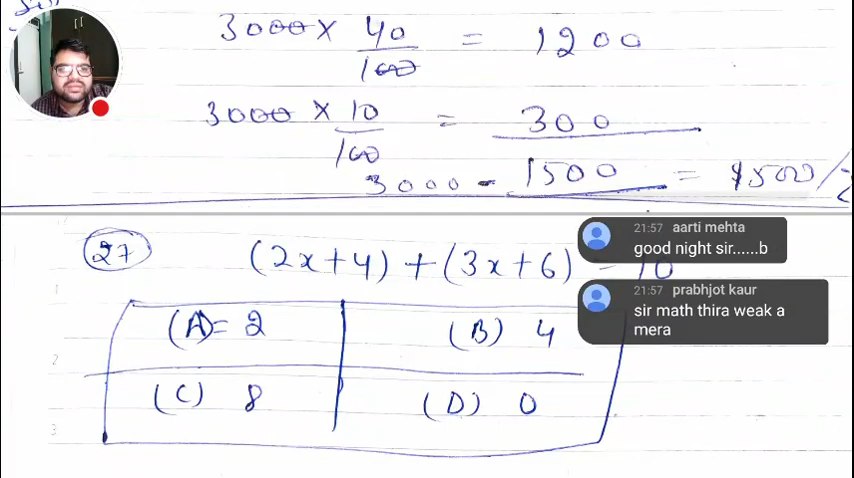 3000 × 40/100 = 1200
3000 × 10/100 = 300
3000 - 1500 = 1500/
27 (2x+4) + (3x+6) = 10
21:57 aarti mehta
good night sir......b
21:57 prabhjot kaur
sir math thira weak a
mera
(A)= 2 (B) 4
(C) 8 (D) 0